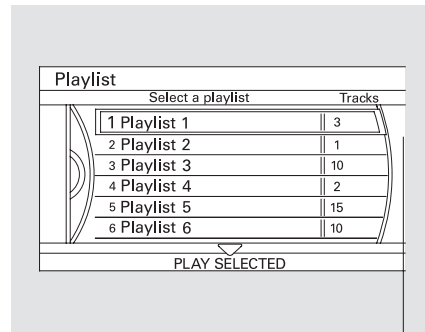 Playlist
Select a playlist Tracks
1 Playlist 1 3
2 Playlist 2 1
3 Playlist 3 10
4 Playlist 4 2
5 Playlist 5 15
6 Playlist 6 10
PLAY SELECTED